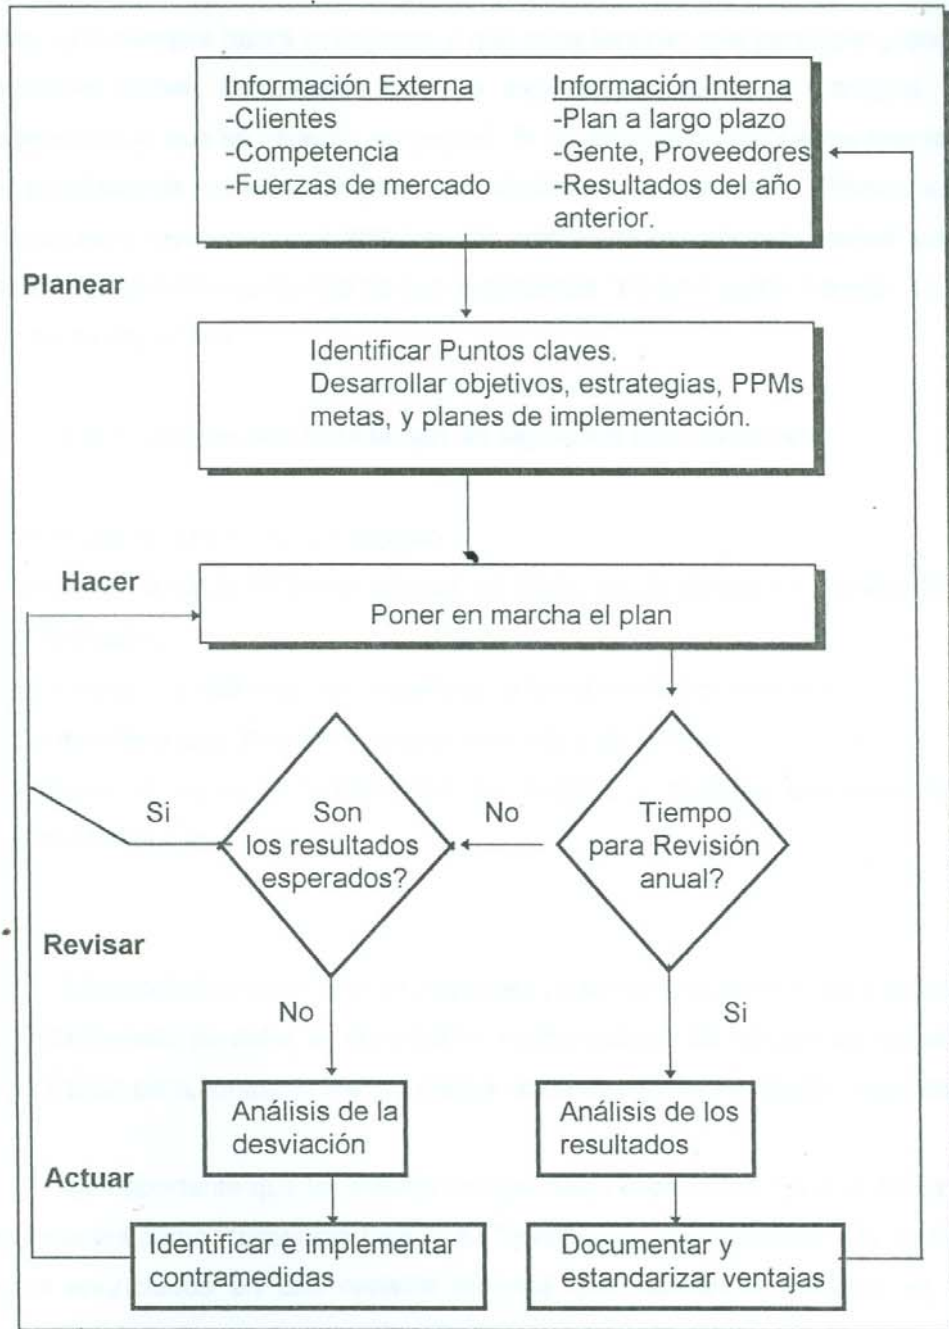 Información Externa
-Clientes
-Competencia
-Fuerzas de mercado
Información Interna
-Plan a largo plazo
-Gente, Proveedores
-Resultados del año
anterior.
Planear
Identificar Puntos claves.
Desarrollar objetivos, estrategias, PPMs
metas, y planes de implementación.
Hacer
Poner en marcha el plan
Si
Son
los resultados
esperados?
No
Tiempo
para Revisión
anual?
Revisar
No
Si
Análisis de la
desviación
Análisis de los
resultados
Actuar
Identificar e implementar
contramedidas
Documentar y
estandarizar ventajas